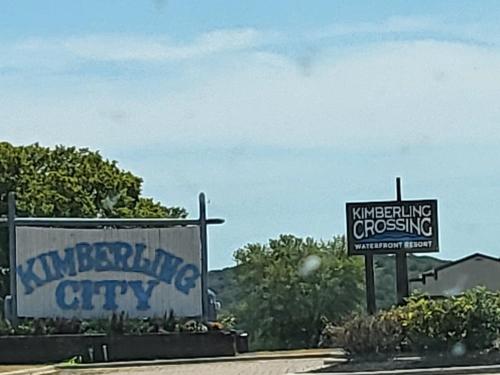 KIMBERLING
CITY
KIMBERLING
CROSSING
WATERFRONT RESORT